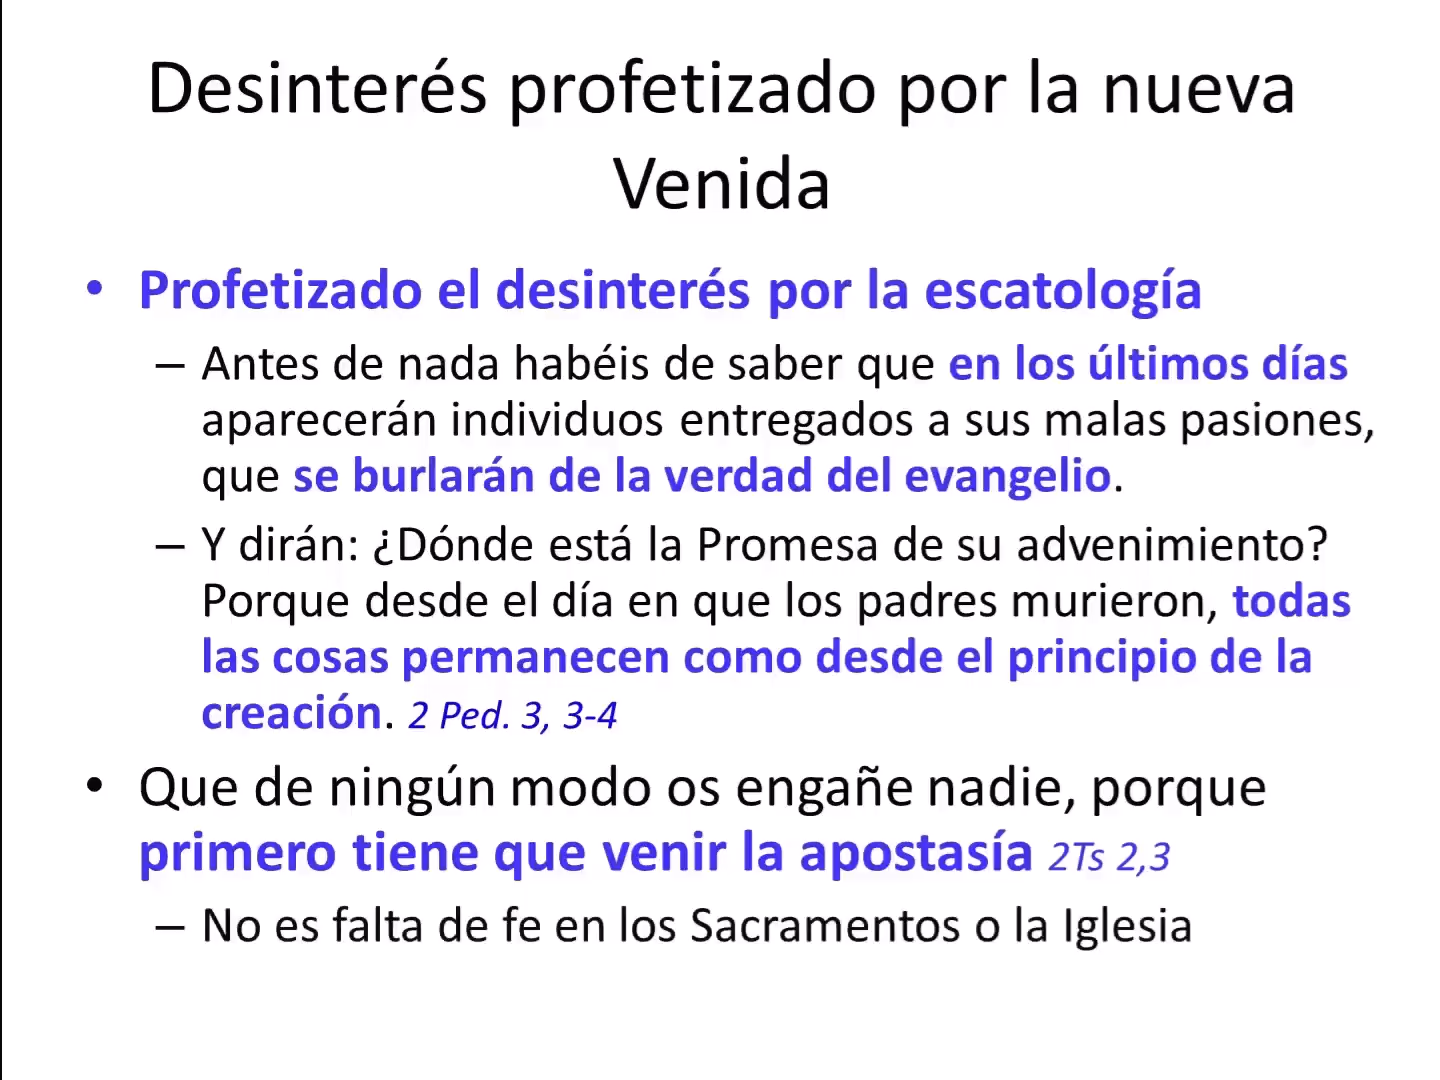 Desinterés profetizado por la nueva
Venida
• Profetizado el desinterés por la escatología
– Antes de nada habéis de saber que en los últimos días
aparecerán individuos entregados a sus malas pasiones,
que se burlarán de la verdad del evangelio.
– Y dirán: ¿Dónde está la Promesa de su advenimiento?
Porque desde el día en que los padres murieron, todas
las cosas permanecen como desde el principio de la
creación. 2 Ped. 3, 3-4
• Que de ningún modo os engañe nadie, porque
primero tiene que venir la apostasía 2Ts 2,3
– No es falta de fe en los Sacramentos o la Iglesia